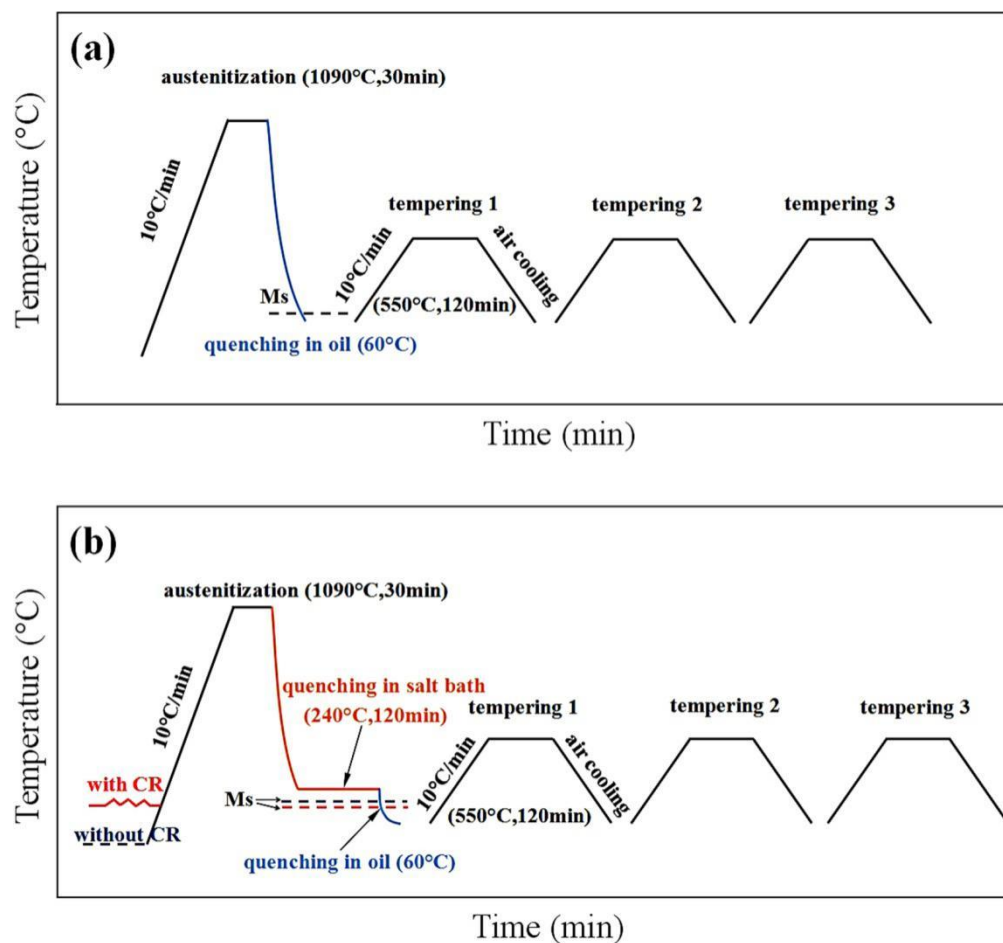 (a)
austenitization (1090°C,30min)
10°C/min
Ms
quenching in oil (60°C)
10°C/min
tempering 1
(550°C,120min)
air cooling
tempering 2
tempering 3
Temperature (°C)
Time (min)
(b)
austenitization (1090°C,30min)
10°C/min
with CR
without CR
quenching in salt bath
(240°C,120min)
Ms
quenching in oil (60°C)
10°C/min
tempering 1
(550°C,120min)
air cooling
tempering 2
tempering 3
Temperature (°C)
Time (min)